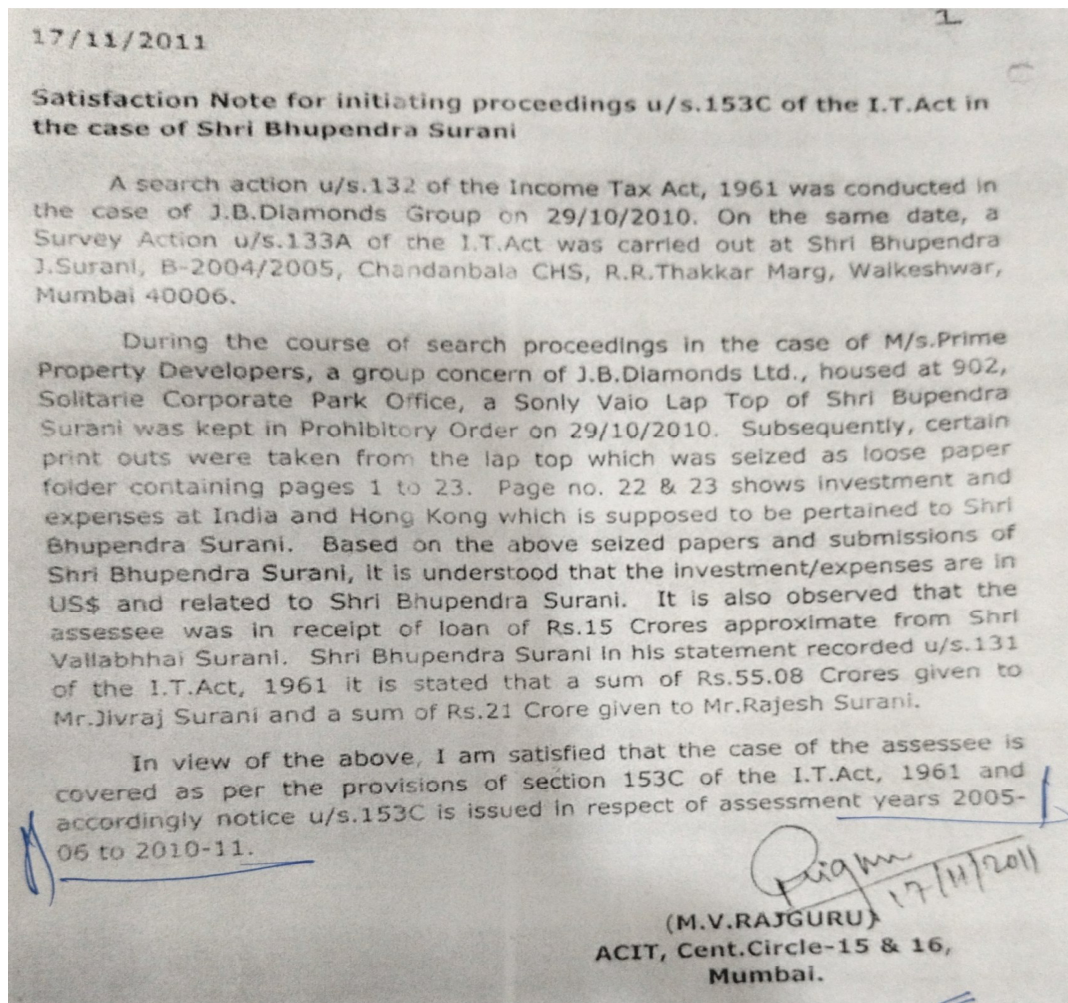 1
17/11/2011
Satisfaction Note for initiating proceedings u/s.153C of the I.T.Act in
the case of Shri Bhupendra Surani
A search action u/s.132 of the Income Tax Act, 1961 was conducted in
the case of J.B.Diamonds Group on 29/10/2010. On the same date, a
Survey Action u/s.133A of the I.T.Act was carried out at Shri Bhupendra
J.Surani, B-2004/2005, Chandanbala CHS, R.R.Thakkar Marg, Walkeshwar,
Mumbai 40006.
During the course of search proceedings in the case of M/s.Prime
Property Developers, a group concern of J.B.Diamonds Ltd., housed at 902,
Solitarie Corporate Park Office, a Sonly Vaio Lap Top of Shri Bupendra
Surani was kept in Prohibitory Order on 29/10/2010. Subsequently, certain
print outs were taken from the lap top which was seized as loose paper
folder containing pages 1 to 23. Page no. 22 & 23 shows investment and
expenses at India and Hong Kong which is supposed to be pertained to Shri
Bhupendra Surani. Based on the above seized papers and submissions of
Shri Bhupendra Surani, it is understood that the investment/expenses are in
US$ and related to Shri Bhupendra Surani. It is also observed that the
assessee was in receipt of loan of Rs.15 Crores approximate from Shri
Vallabhhai Surani. Shri Bhupendra Surani in his statement recorded u/s.131
of the I.T.Act, 1961 it is stated that a sum of Rs.55.08 Crores given to
Mr.Jivraj Surani and a sum of Rs.21 Crore given to Mr.Rajesh Surani.
In view of the above, I am satisfied that the case of the assessee is
covered as per the provisions of section 153C of the I.T.Act, 1961 and
accordingly notice u/s.153C is issued in respect of assessment years 2005-
06 to 2010-11.
17/11/2011
(M.V.RAJGURU)
ACIT, Cent.Circle-15 & 16,
Mumbai.